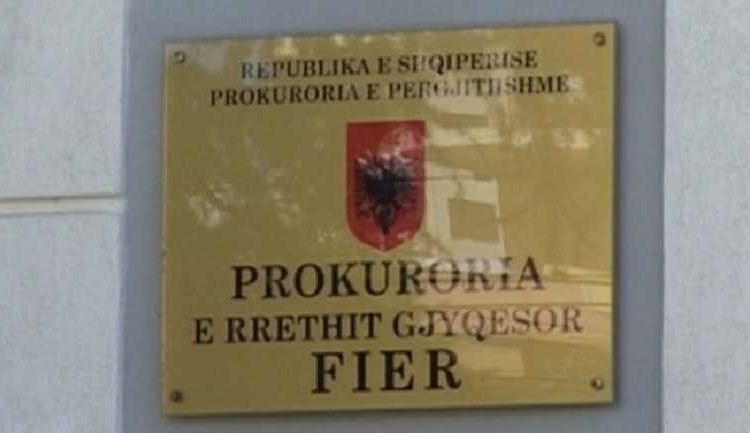 REPUBLIKA E SHQIPERISE
PROKURORIA E PERGJITHSHME
PROKURORIA
E RRETHIT GJYQESOR
FIER